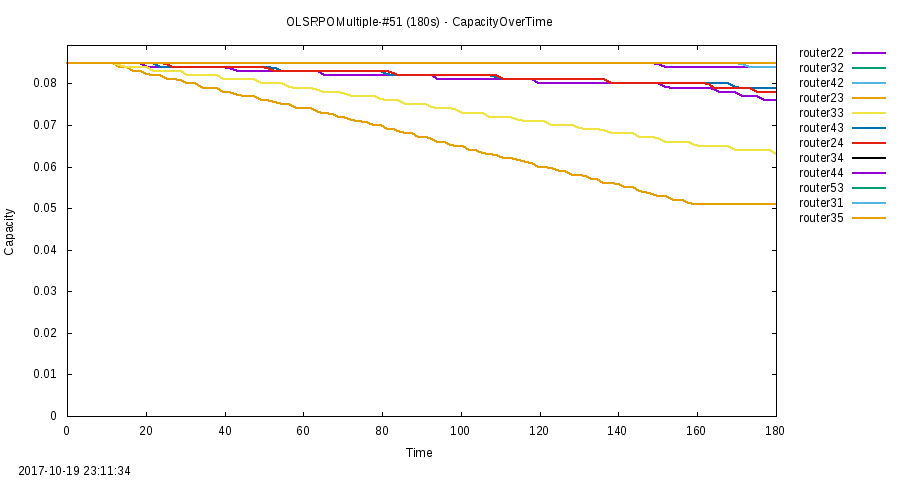 OLSRPOMultiple-#51 (180s) - CapacityOverTime
router22
router32
router42
router23
router33
router43
router24
router34
router44
router53
router31
router35
Capacity
0.08
0.07
0.06
0.05
0.04
0.03
0.02
0.01
0
0 20 40 60 80 100 120 140 160 180
Time
2017-10-19 23:11:34